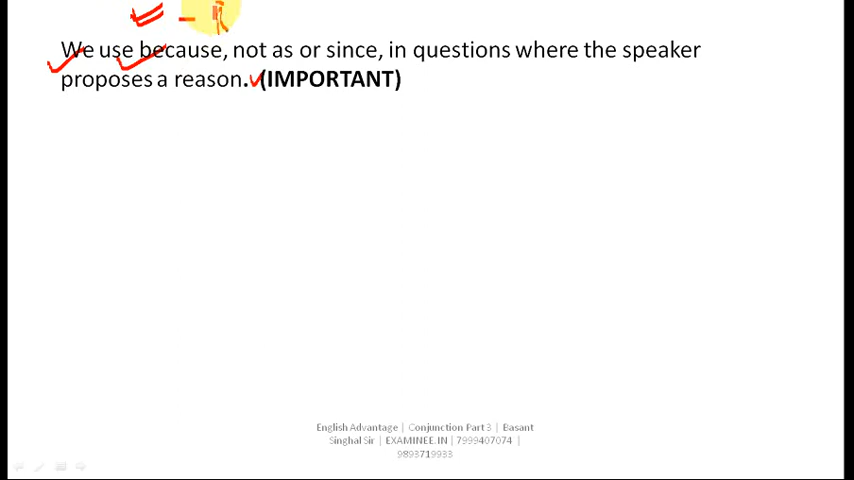 We use because, not as or since, in questions where the speaker
proposes a reason. (IMPORTANT)
English Advantage | Conjunction Part 3 | Basant
Singhal Sir | EXAMINEE.IN | 7999407074 |
9893719933